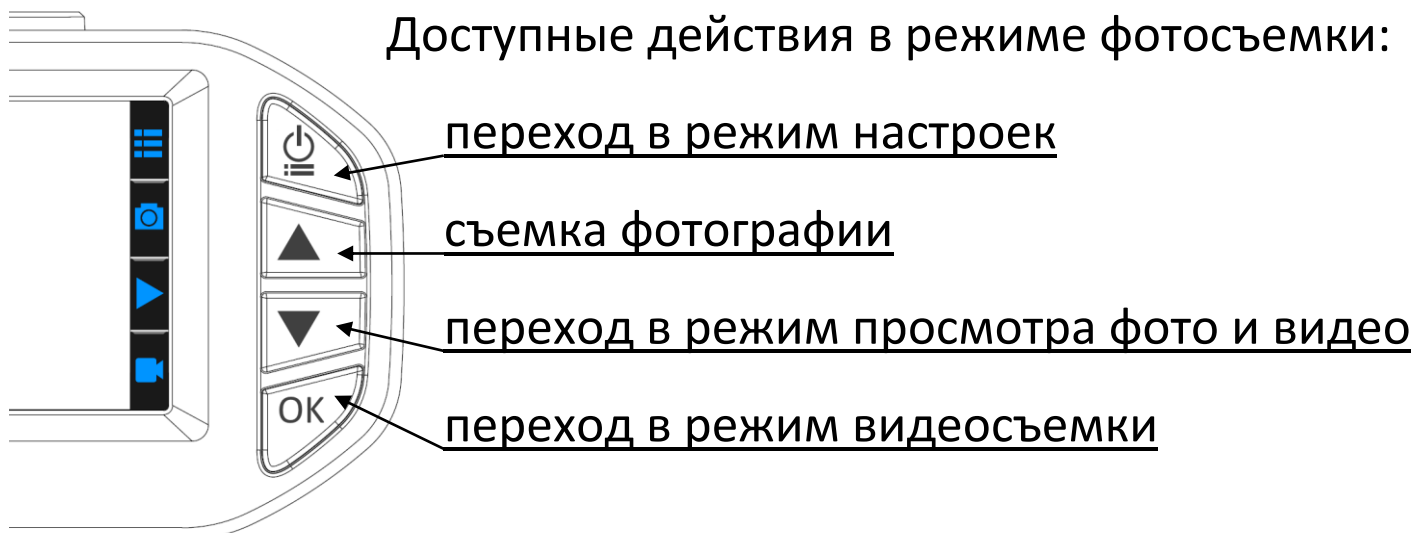 Доступные действия в режиме фотосъемки:
переход в режим настроек
съемка фотографии
переход в режим просмотра фото и видео
OK
переход в режим видеосъемки